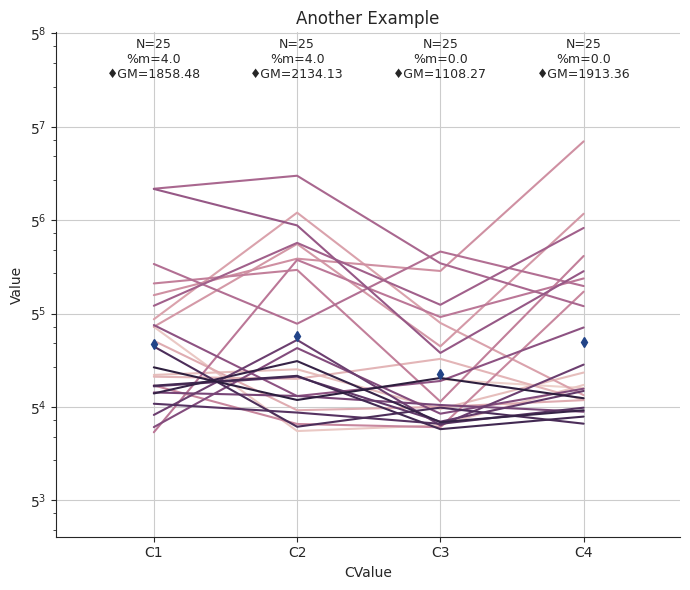 Another Example
N=25 N=25 N=25 N=25
%m=4.0 %m=4.0 %m=0.0 %m=0.0
♦GM=1858.48 ♦GM=2134.13 ♦GM=1108.27 ♦GM=1913.36
5⁸
5⁷
5⁶
5⁵
5⁴
5³
Value
C1 C2 C3 C4
CValue